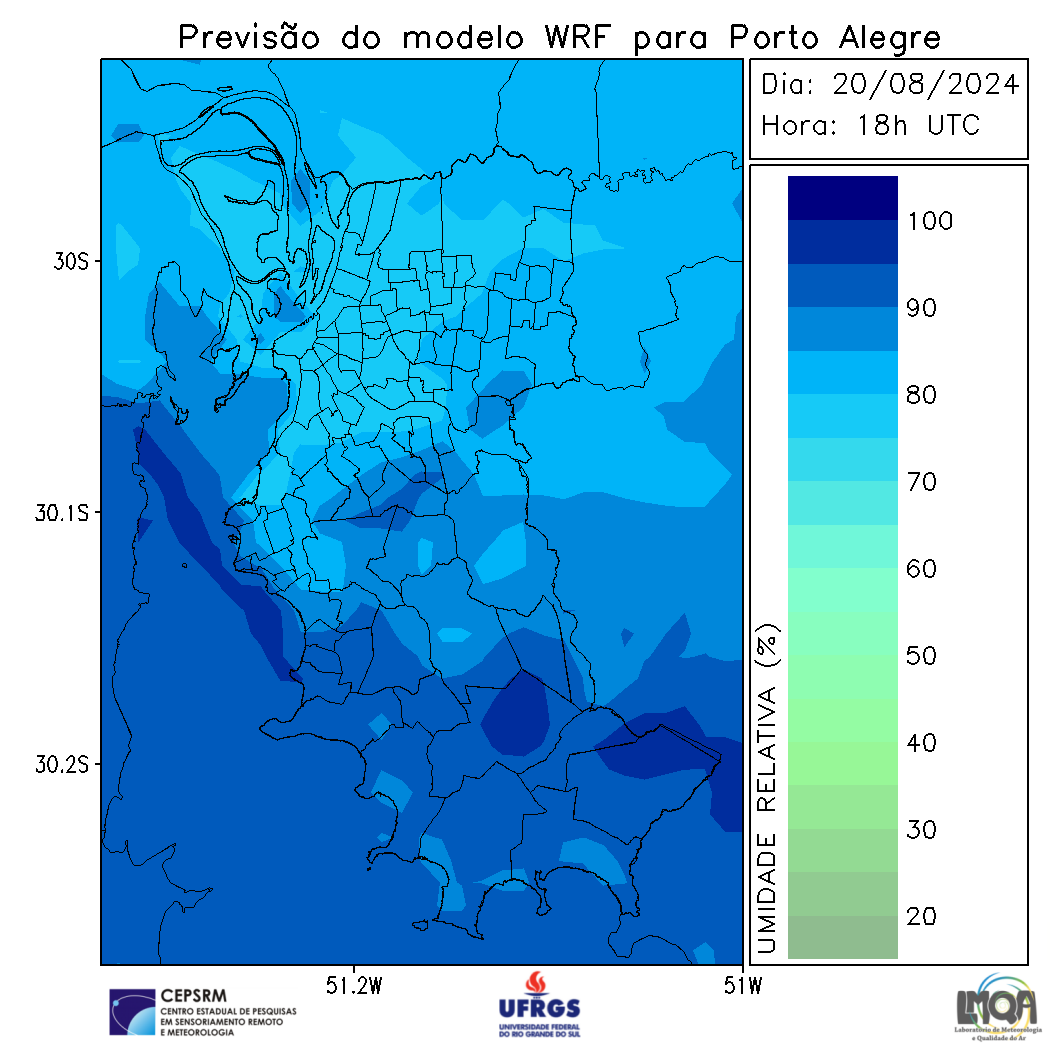 Previsão do modelo WRF para Porto Alegre
Dia: 20/08/2024
Hora: 18h UTC
30S
30.1S
30.2S
51.2W
51W
100
90
80
70
60
50
40
30
20
UMIDADE RELATIVA (%)
CEPSRM
CENTRO ESTADUAL DE PESQUISAS
EM SENSORIAMENTO REMOTO
E METEOROLOGIA
UFRGS
UNIVERSIDADE FEDERAL
DO RIO GRANDE DO SUL
LMQA
Laboratório de Meteorologia
e Qualidade do Ar